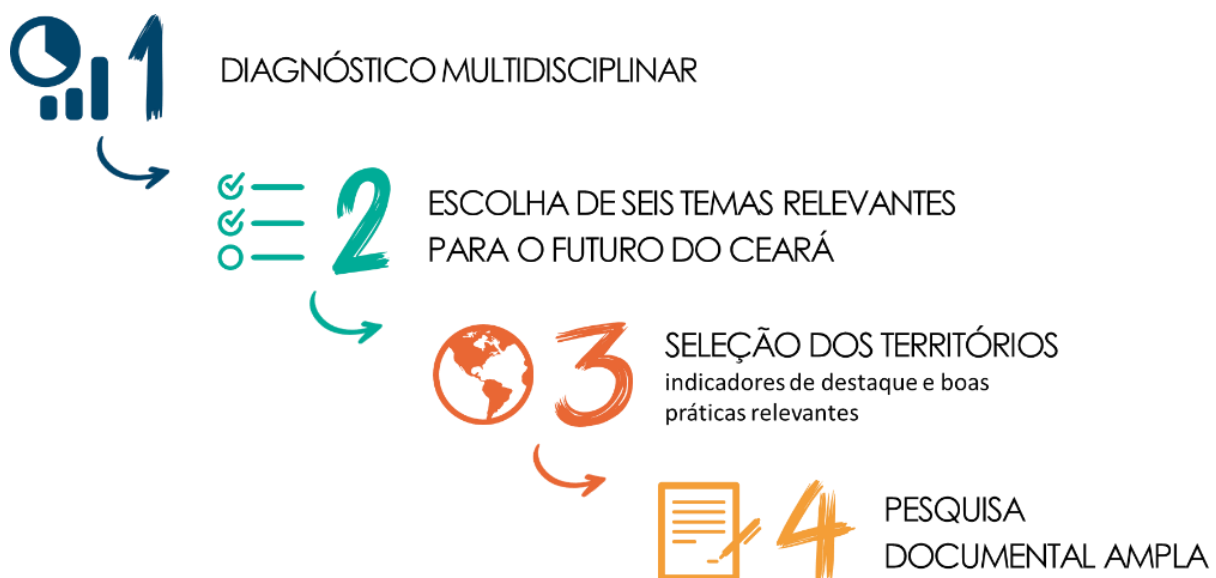 1
DIAGNÓSTICO MULTIDISCIPLINAR
2
ESCOLHA DE SEIS TEMAS RELEVANTES
PARA O FUTURO DO CEARÁ
3
SELEÇÃO DOS TERRITÓRIOS
indicadores de destaque e boas
práticas relevantes
4
PESQUISA
DOCUMENTAL AMPLA